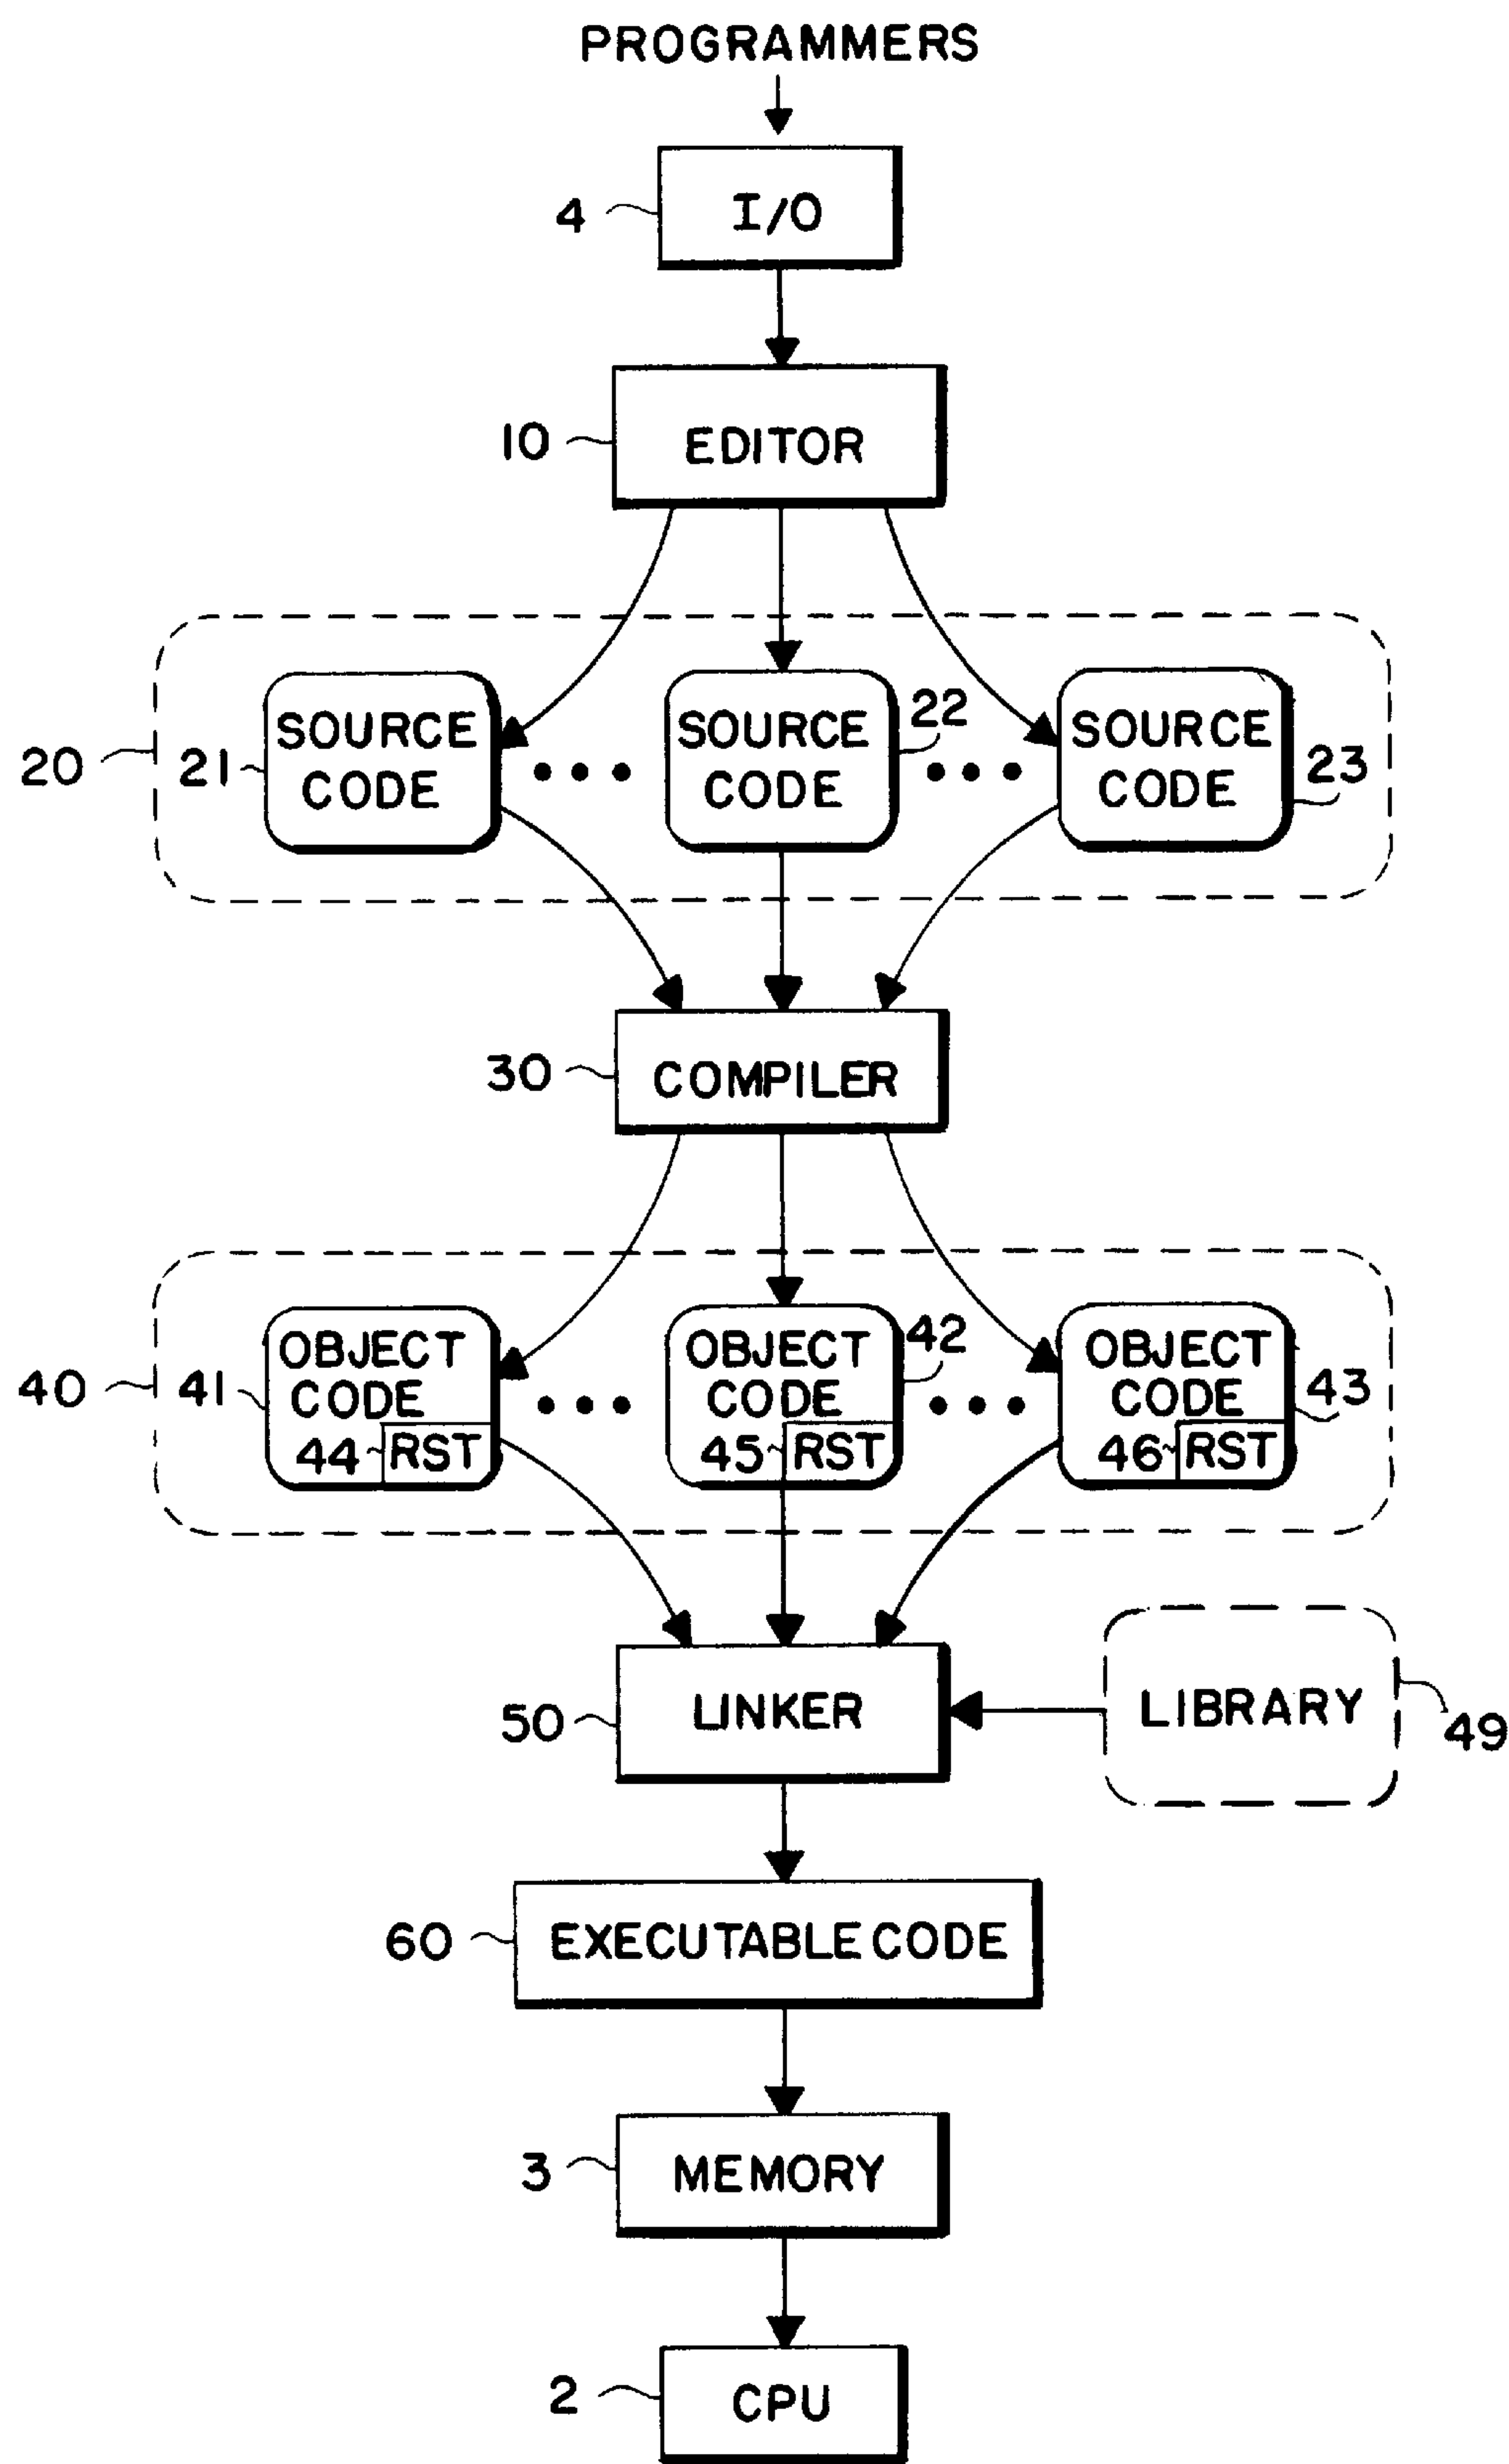 PROGRAMMERS
4
I/O
10
EDITOR
20
21
SOURCE
CODE
SOURCE
CODE
22
SOURCE
CODE
23
30
COMPILER
40
41
OBJECT
CODE
44
RST
OBJECT
CODE
42
45
RST
OBJECT
CODE
43
46
RST
50
LINKER
LIBRARY
49
60
EXECUTABLE CODE
3
MEMORY
2
CPU